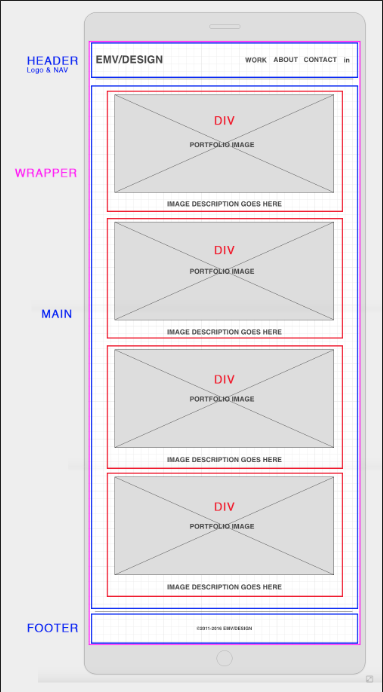 HEADER
Logo & NAV
EMV/DESIGN
WORK ABOUT CONTACT in
WRAPPER
DIV
PORTFOLIO IMAGE
IMAGE DESCRIPTION GOES HERE
DIV
PORTFOLIO IMAGE
MAIN
IMAGE DESCRIPTION GOES HERE
DIV
PORTFOLIO IMAGE
IMAGE DESCRIPTION GOES HERE
DIV
PORTFOLIO IMAGE
IMAGE DESCRIPTION GOES HERE
FOOTER
©2011-2016 EMV/DESIGN